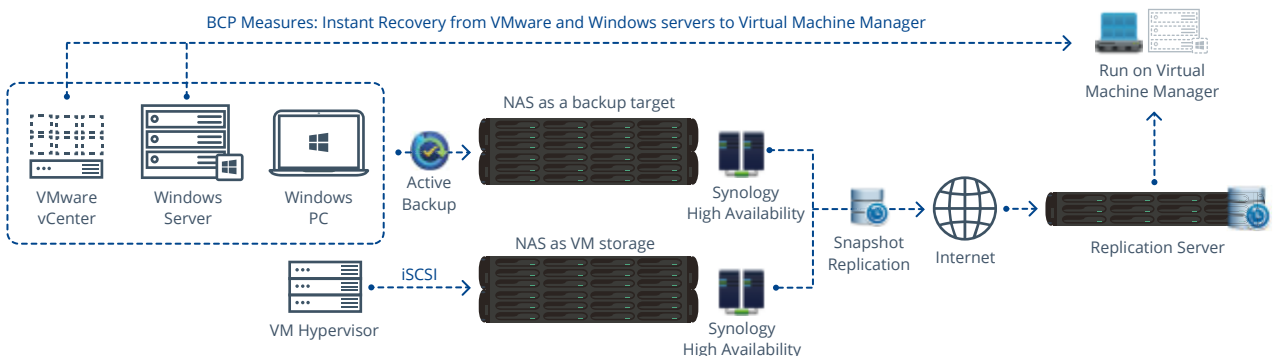 BCP Measures: Instant Recovery from VMware and Windows servers to Virtual Machine Manager
Run on Virtual
Machine Manager
NAS as a backup target
VMware
vCenter
Windows
Server
Windows
PC
Active
Backup
Synology
High Availability
NAS as VM storage
iSCSI
VM Hypervisor
Synology
High Availability
Snapshot
Replication
Internet
Replication Server